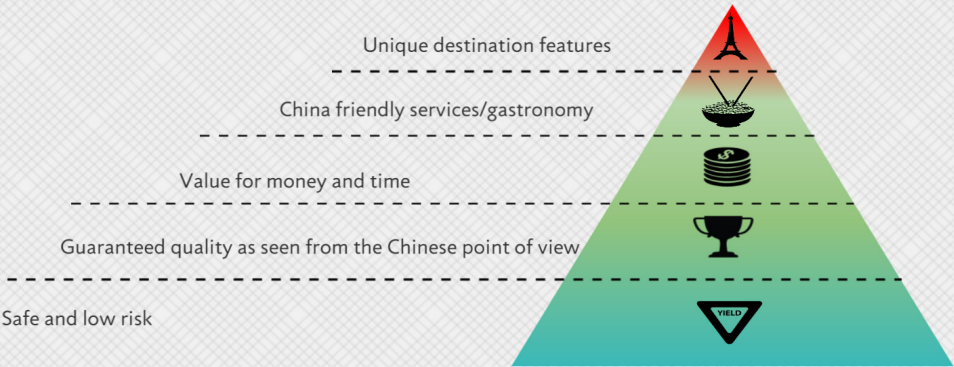 Unique destination features
China friendly services/gastronomy
Value for money and time
Guaranteed quality as seen from the Chinese point of view
Safe and low risk
YIELD